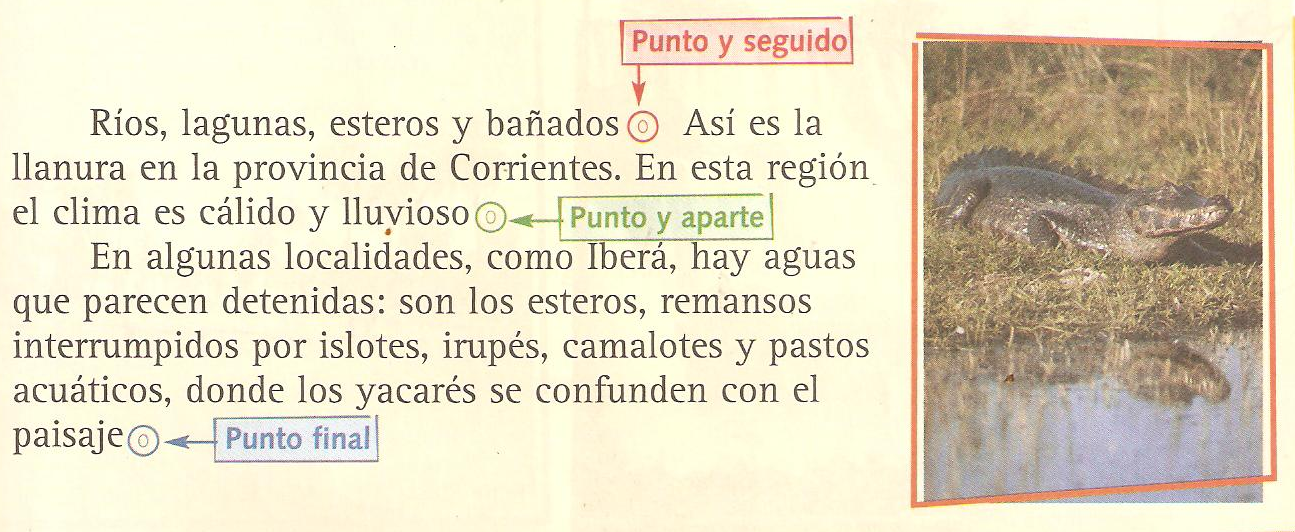 Punto y seguido
Ríos, lagunas, esteros y bañados. Así es la
llanura en la provincia de Corrientes. En esta región
el clima es cálido y lluvioso.
Punto y aparte
En algunas localidades, como Iberá, hay aguas
que parecen detenidas: son los esteros, remansos
interrumpidos por islotes, irupés, camalotes y pastos
acuáticos, donde los yacarés se confunden con el
paisaje.
Punto final